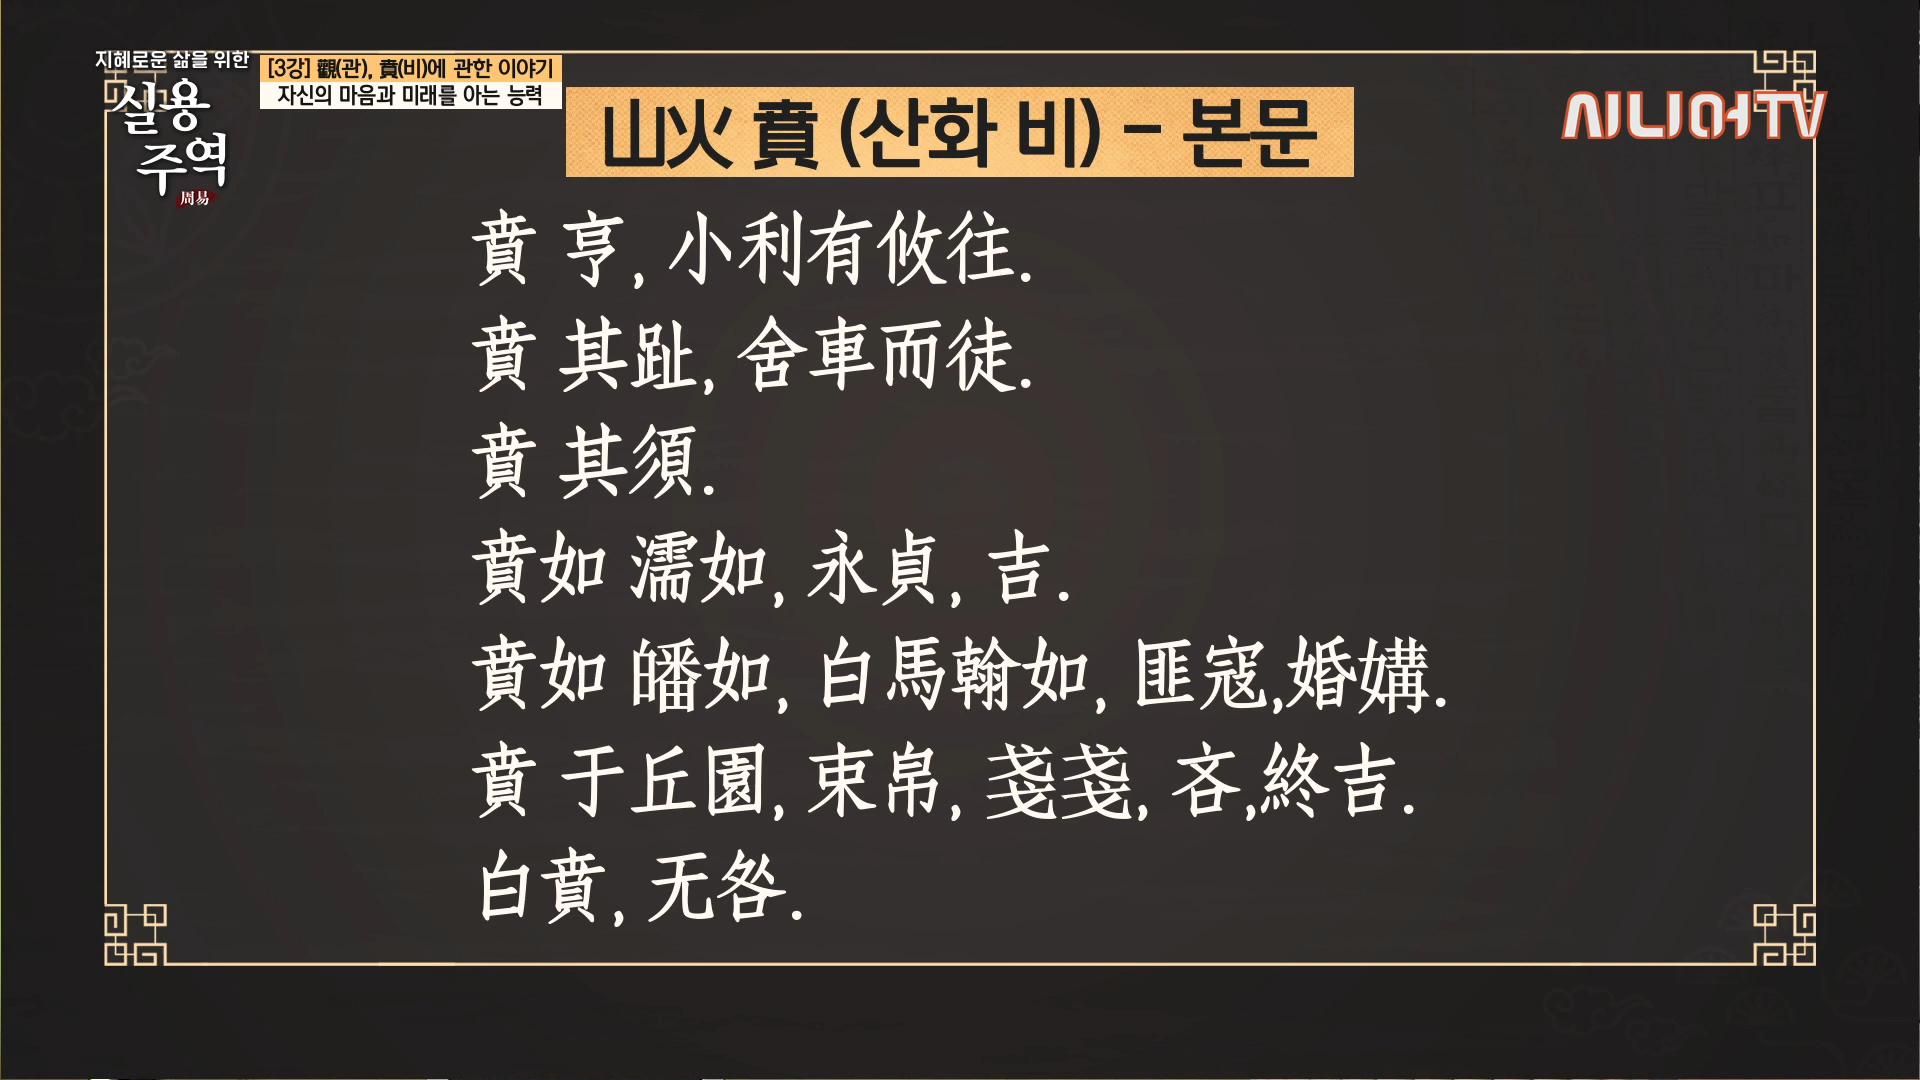 지혜로운 삶을 위한
실용
주역
周易
[3강] 觀(관), 賁(비)에 관한 이야기
자신의 마음과 미래를 아는 능력
시니어TV
山火 賁 (산화 비) - 본문
賁 亨, 小利有攸往.
賁 其趾, 舍車而徒.
賁 其須.
賁如 濡如, 永貞, 吉.
賁如 皤如, 白馬翰如, 匪寇,婚媾.
賁 于丘園, 束帛, 戔戔, 吝,終吉.
白賁, 无咎.